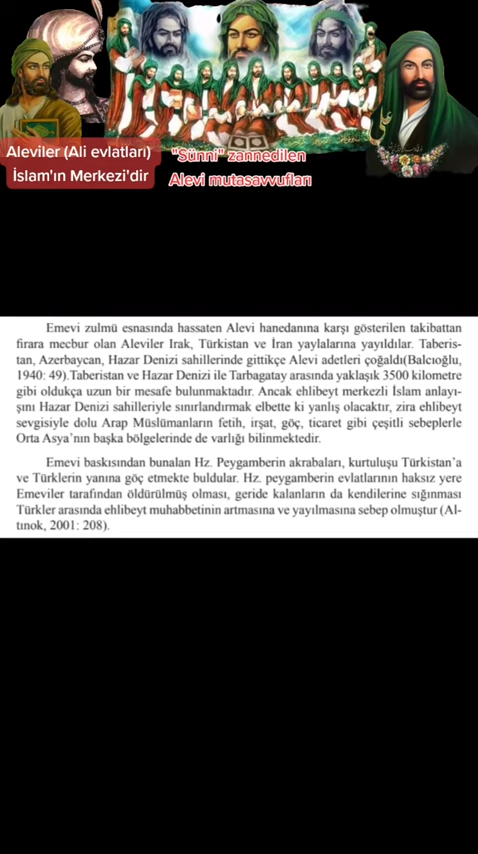 Aleviler (Ali evlatları)
İslam'ın Merkezi'dir
"Sünni" zannedilen
Alevi mutasavvufları
Emevi zulmü esnasında hassaten Alevi hanedanına karşı gösterilen takibattan
firara mecbur olan Aleviler Irak, Türkistan ve İran yaylalarına yayıldılar. Taberis-
tan, Azerbaycan, Hazar Denizi sahillerinde gittikçe Alevi adetleri çoğaldı(Balcıoğlu,
1940: 49).Taberistan ve Hazar Denizi ile Tarbagatay arasında yaklaşık 3500 kilometre
gibi oldukça uzun bir mesafe bulunmaktadır. Ancak ehlibeyt merkezli İslam anlayı-
şını Hazar Denizi sahilleriyle sınırlandırmak elbette ki yanlış olacaktır, zira ehlibeyt
sevgisiyle dolu Arap Müslümanların fetih, irşat, göç, ticaret gibi çeşitli sebeplerle
Orta Asya'nın başka bölgelerinde de varlığı bilinmektedir.
Emevi baskısından bunalan Hz. Peygamberin akrabaları, kurtuluşu Türkistan'a
ve Türklerin yanına göç etmekte buldular. Hz. peygamberin evlatlarının haksız yere
Emeviler tarafından öldürülmüş olması, geride kalanların da kendilerine sığınması
Türkler arasında ehlibeyt muhabbetinin artmasına ve yayılmasına sebep olmuştur (Al-
tınok, 2001: 208).